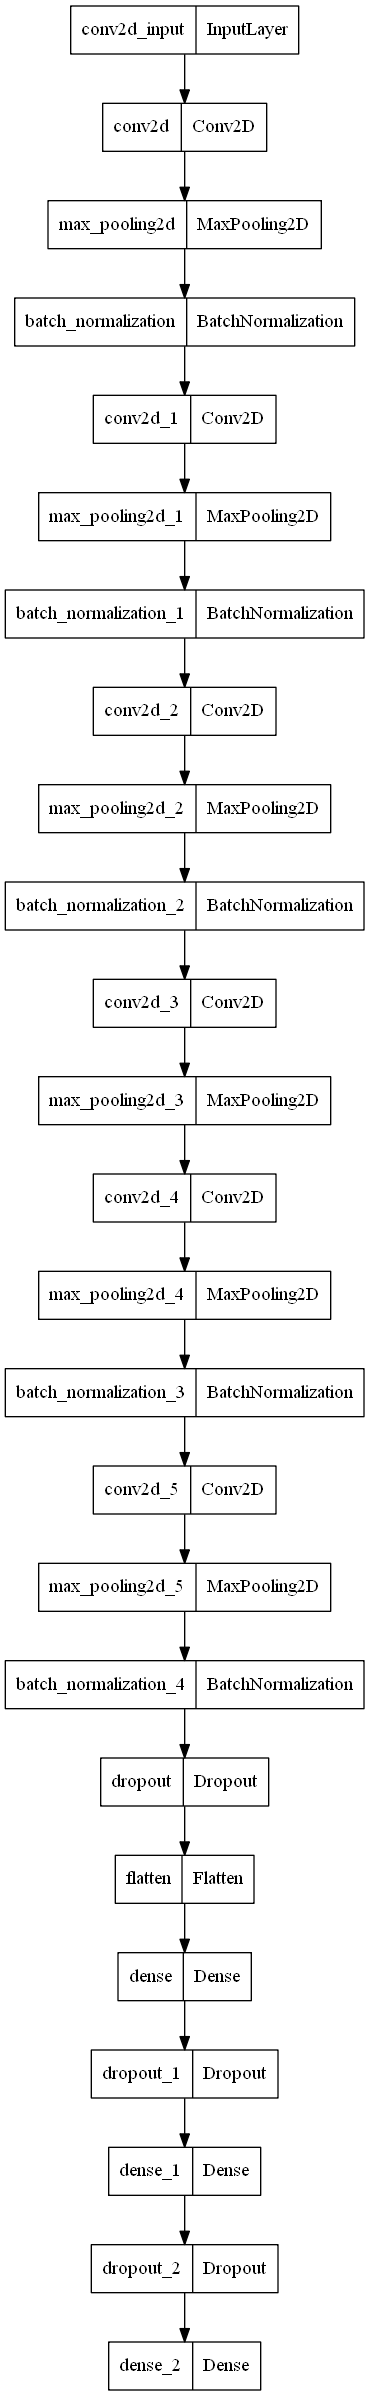 conv2d_input InputLayer
conv2d Conv2D
max_pooling2d MaxPooling2D
batch_normalization BatchNormalization
conv2d_1 Conv2D
max_pooling2d_1 MaxPooling2D
batch_normalization_1 BatchNormalization
conv2d_2 Conv2D
max_pooling2d_2 MaxPooling2D
batch_normalization_2 BatchNormalization
conv2d_3 Conv2D
max_pooling2d_3 MaxPooling2D
conv2d_4 Conv2D
max_pooling2d_4 MaxPooling2D
batch_normalization_3 BatchNormalization
conv2d_5 Conv2D
max_pooling2d_5 MaxPooling2D
batch_normalization_4 BatchNormalization
dropout Dropout
flatten Flatten
dense Dense
dropout_1 Dropout
dense_1 Dense
dropout_2 Dropout
dense_2 Dense